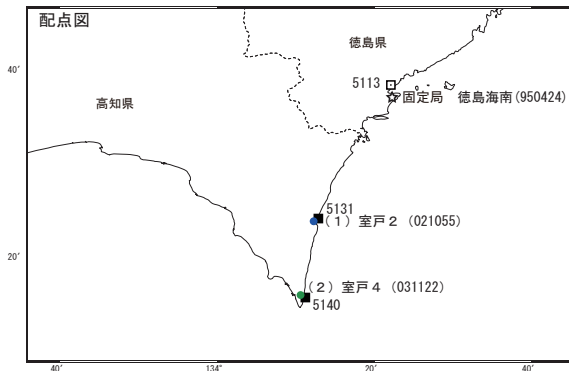 配点図
徳島県
40′
5113
固定局 徳島海南(950424)
高知県
5131
(１)室戸２ (021055)
20′
(２)室戸４ (031122)
5140
40′ 134° 20′ 40′